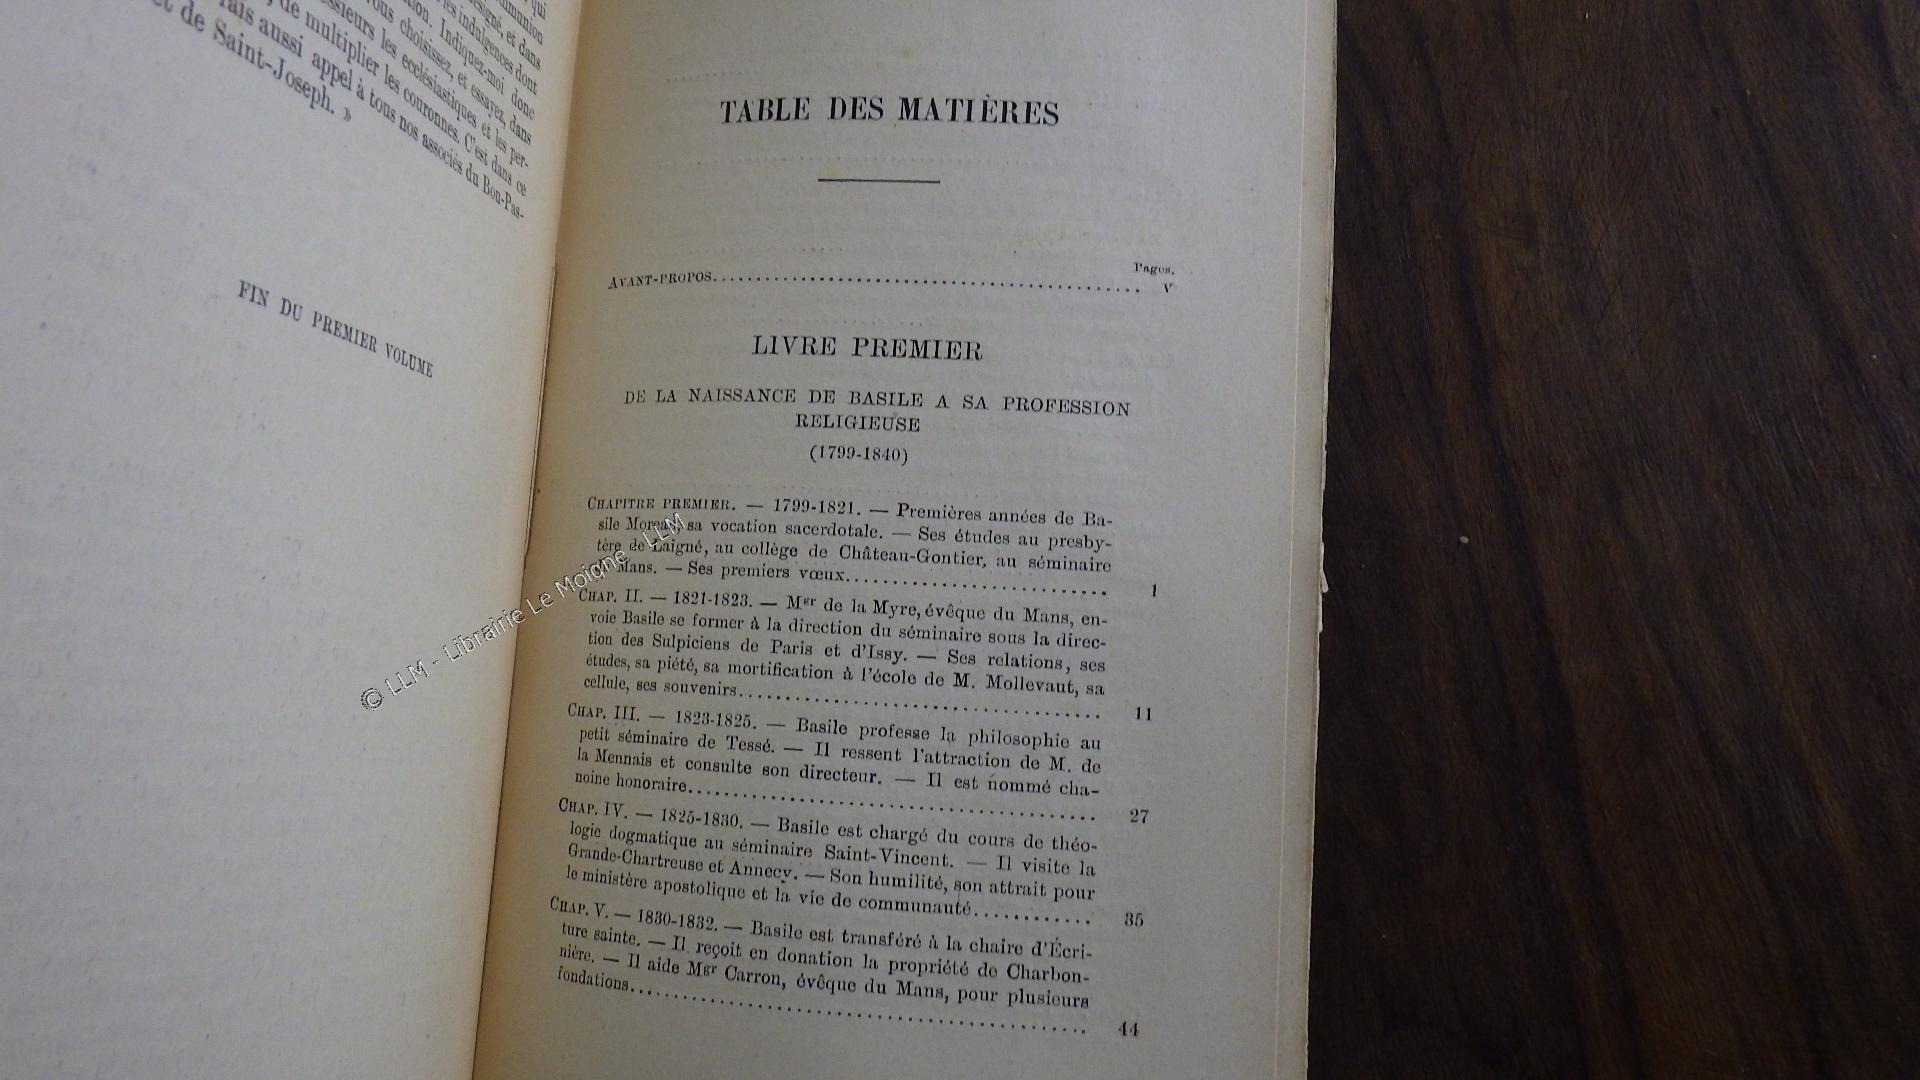 qui
désigné, et dans
les indulgences dont
Indiquez-moi donc
vous choisissez, et essayez, dans
messieurs les ecclésiastiques et les per-
de multiplier les couronnes. C'est dans ce
aussi appel à tous nos associés du Bon-Pas-
et de Saint-Joseph. »
FIN DU PREMIER VOLUME
TABLE DES MATIÈRES
Pages.
AVANT-PROPOS........ V
LIVRE PREMIER
DE LA NAISSANCE DE BASILE A SA PROFESSION
RELIGIEUSE
(1799-1840)
CHAPITRE PREMIER. — 1799-1821. — Premières années de Ba-
sile Moreau, sa vocation sacerdotale. — Ses études au presby-
tère de Laigné, au collège de Château-Gontier, au séminaire
du Mans. — Ses premiers vœux........ 1
CHAP. II. — 1821-1823. — Mgr de la Myre, évêque du Mans, en-
voie Basile se former à la direction du séminaire sous la direc-
tion des Sulpiciens de Paris et d'Issy. — Ses relations, ses
études, sa piété, sa mortification à l'école de M. Mollevaut, sa
cellule, ses souvenirs........ 11
CHAP. III. — 1823-1825. — Basile professe la philosophie au
petit séminaire de Tessé. — Il ressent l'attraction de M. de
la Mennais et consulte son directeur. — Il est nommé cha-
noine honoraire........ 27
CHAP. IV. — 1825-1830. — Basile est chargé du cours de théo-
logie dogmatique au séminaire Saint-Vincent. — Il visite la
Grande-Chartreuse et Annecy. — Son humilité, son attrait pour
le ministère apostolique et la vie de communauté........ 35
CHAP. V. — 1830-1832. — Basile est transféré à la chaire d'Écri-
ture sainte. — Il reçoit en donation la propriété de Charbon-
nière. — Il aide Mgr Carron, évêque du Mans, pour plusieurs
fondations........ 44
© LLM - Librairie Le Moigne - LLM